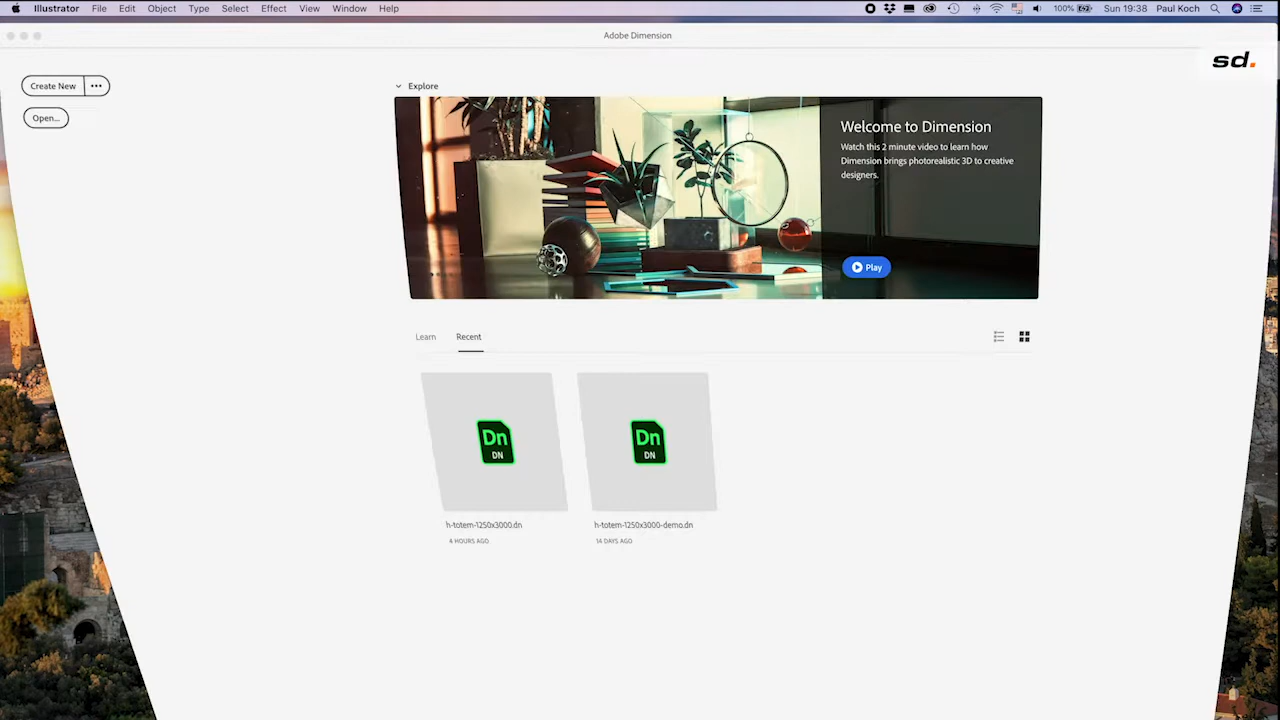 Illustrator File Edit Object Type Select Effect View Window Help 100% Sun 19:38 Paul Koch
Adobe Dimension
sd.
Create New
Open...
Explore
Welcome to Dimension
Watch this 2 minute video to learn how
Dimension brings photorealistic 3D to creative
designers.
Play
Learn Recent
Dn
DN
Dn
DN
h-totem-1250x3000.dn
4 HOURS AGO
h-totem-1250x3000-demo.dn
14 DAYS AGO